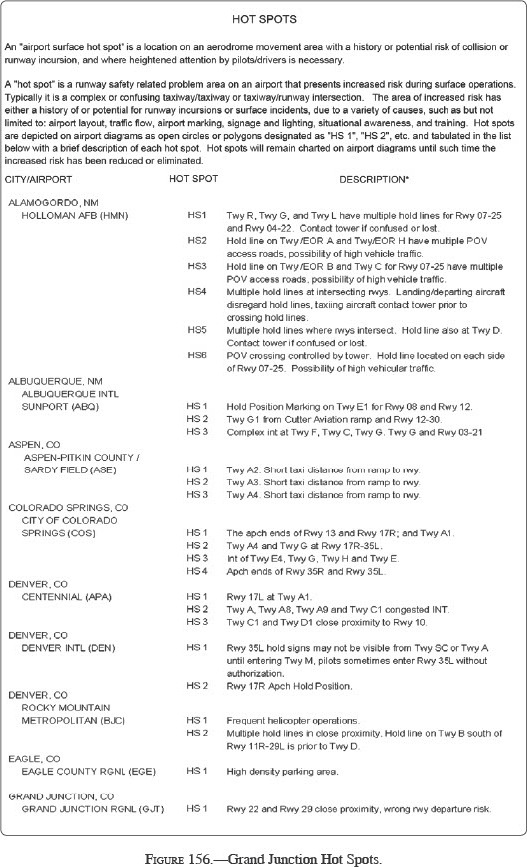 HOT SPOTS
An "airport surface hot spot" is a location on an aerodrome movement area with a history or potential risk of collision or
runway incursion, and where heightened attention by pilots/drivers is necessary.
A "hot spot" is a runway safety related problem area on an airport that presents increased risk during surface operations.
Typically it is a complex or confusing taxiway/taxiway or taxiway/runway intersection. The area of increased risk has
either a history of or potential for runway incursions or surface incidents, due to a variety of causes, such as but not
limited to: airport layout, traffic flow, airport marking, signage and lighting, situational awareness, and training. Hot spots
are depicted on airport diagrams as open circles or polygons designated as "HS 1", "HS 2", etc. and tabulated in the list
below with a brief description of each hot spot. Hot spots will remain charted on airport diagrams until such time the
increased risk has been reduced or eliminated.
CITY/AIRPORT HOT SPOT DESCRIPTION*
ALAMOGORDO, NM
HOLLOMAN AFB (HMN) HS1 Twy R, Twy G, and Twy L have multiple hold lines for Rwy 07-25
and Rwy 04-22. Contact tower if confused or lost.
HS2 Hold line on Twy/EOR A and Twy/EOR H have multiple POV
access roads, possibility of high vehicle traffic.
HS3 Hold line on Twy/EOR B and Twy C for Rwy 07-25 have multiple
POV access roads, possibility of high vehicle traffic.
HS4 Multiple hold lines at intersecting rwys. Landing/departing aircraft
disregard hold lines, taxiing aircraft contact tower prior to
crossing hold lines.
HS5 Multiple hold lines where rwys intersect. Hold line also at Twy D.
Contact tower if confused or lost.
HS6 POV crossing controlled by tower. Hold line located on each side
of Rwy 07-25. Possibility of high vehicular traffic.
ALBUQUERQUE, NM
ALBUQUERQUE INTL
SUNPORT (ABQ) HS 1 Hold Position Marking on Twy E1 for Rwy 08 and Rwy 12.
HS 2 Twy G1 from Cutter Aviation ramp and Rwy 12-30.
HS 3 Complex int at Twy F, Twy C, Twy G. Twy G and Rwy 03-21
ASPEN, CO
ASPEN-PITKIN COUNTY /
SARDY FIELD (ASE) HS 1 Twy A2. Short taxi distance from ramp to rwy.
HS 2 Twy A3. Short taxi distance from ramp to rwy.
HS 3 Twy A4. Short taxi distance from ramp to rwy.
COLORADO SPRINGS, CO
CITY OF COLORADO
SPRINGS (COS) HS 1 The apch ends of Rwy 13 and Rwy 17R; and Twy A1.
HS 2 Twy A4 and Twy G at Rwy 17R-35L.
HS 3 Int of Twy E4, Twy G, Twy H and Twy E.
HS 4 Apch ends of Rwy 35R and Rwy 35L.
DENVER, CO
CENTENNIAL (APA) HS 1 Rwy 17L at Twy A1.
HS 2 Twy A, Twy A8, Twy A9 and Twy C1 congested INT.
HS 3 Twy C1 and Twy D1 close proximity to Rwy 10.
DENVER, CO
DENVER INTL (DEN) HS 1 Rwy 35L hold signs may not be visible from Twy SC or Twy A
until entering Twy M, pilots sometimes enter Rwy 35L without
authorization.
HS 2 Rwy 17R Apch Hold Position.
DENVER, CO
ROCKY MOUNTAIN
METROPOLITAN (BJC) HS 1 Frequent helicopter operations.
HS 2 Multiple hold lines in close proximity. Hold line on Twy B south of
Rwy 11R-29L is prior to Twy D.
EAGLE, CO
EAGLE COUNTY RGNL (EGE) HS 1 High density parking area.
GRAND JUNCTION, CO
GRAND JUNCTION RGNL (GJT) HS 1 Rwy 22 and Rwy 29 close proximity, wrong rwy departure risk.
FIGURE 156.—Grand Junction Hot Spots.